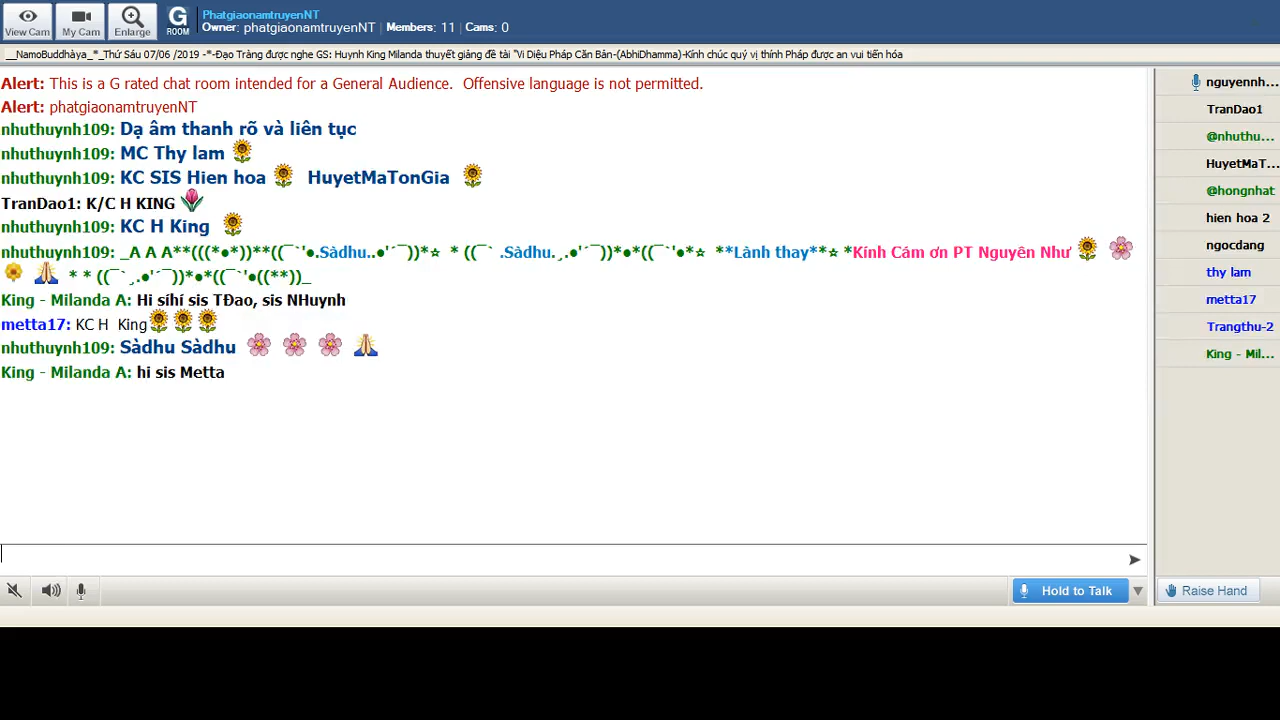 View Cam
My Cam
Enlarge
G
ROOM
PhatgiaonamtruyenNT
Owner: phatgiaonamtruyenNT | Members: 11 | Cams: 0
__NamoBuddhàya_*_Thứ Sáu 07/06 /2019 -*-Đạo Tràng được nghe GS: Huynh King Milanda thuyết giảng đề tài "Vi Diệu Pháp Căn Bản-(AbhiDhamma)-Kính chúc quý vị thính Pháp được an vui tiến hóa
Alert: This is a G rated chat room intended for a General Audience. Offensive language is not permitted.
Alert: phatgiaonamtruyenNT
nhuthuynh109: Dạ âm thanh rõ và liên tục
nhuthuynh109: MC Thy lam
nhuthuynh109: KC SIS Hien hoa HuyetMaTonGia
TranDao1: K/C H KING
nhuthuynh109: KC H King
nhuthuynh109: _A A A**(((*●*))**((¯`'●.Sàdhu..●'´¯))*☆ * ((¯` .Sàdhu.¸.●'´¯))*●*((¯`'●*☆ **Lành thay**☆ *Kính Cám ơn PT Nguyên Như
* * ((¯`¸.●'´¯))*●*((¯`'●((**))_
King - Milanda A: Hi síhí sis TĐao, sis NHuynh
metta17: KC H King
nhuthuynh109: Sàdhu Sàdhu
King - Milanda A: hi sis Metta
nguyennh...
TranDao1
@nhuthu...
HuyetMaT...
@hongnhat
hien hoa 2
ngocdang
thy lam
metta17
Trangthu-2
King - Mil...
Hold to Talk
Raise Hand